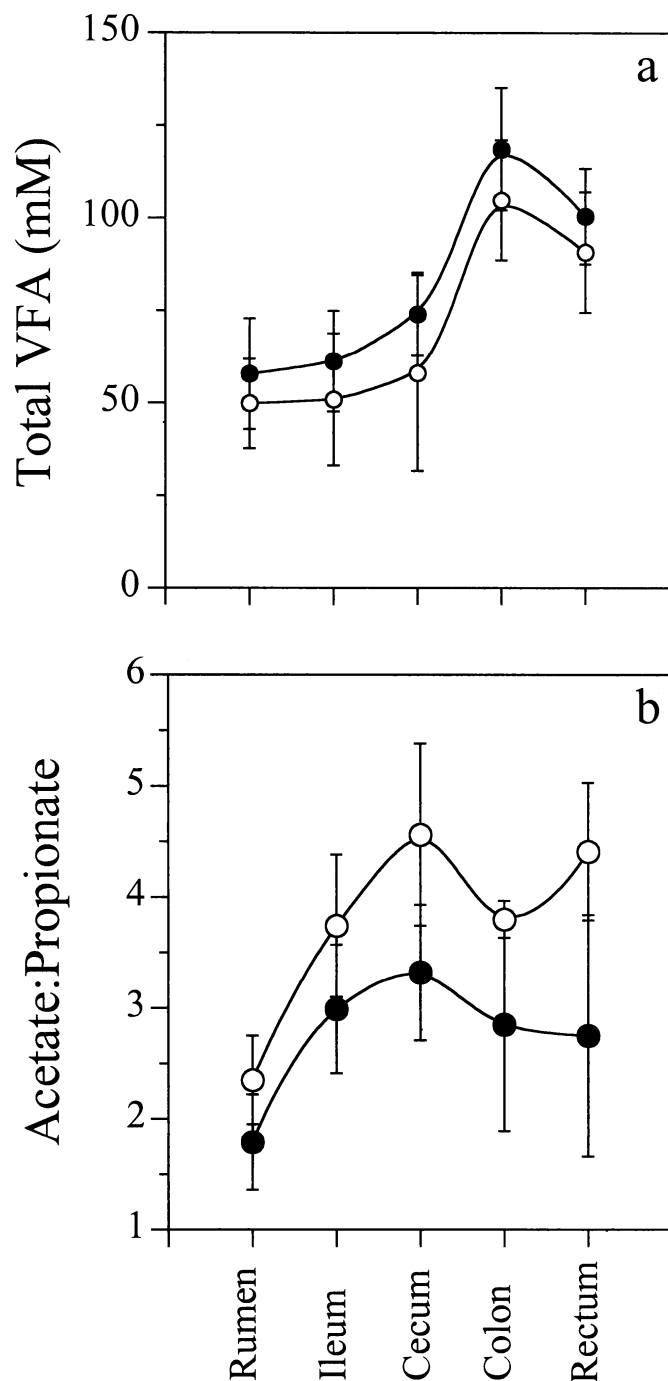 a
Total VFA (mM)
150
100
50
0
b
Acetate:Propionate
6
5
4
3
2
1
Rumen
Ileum
Cecum
Colon
Rectum